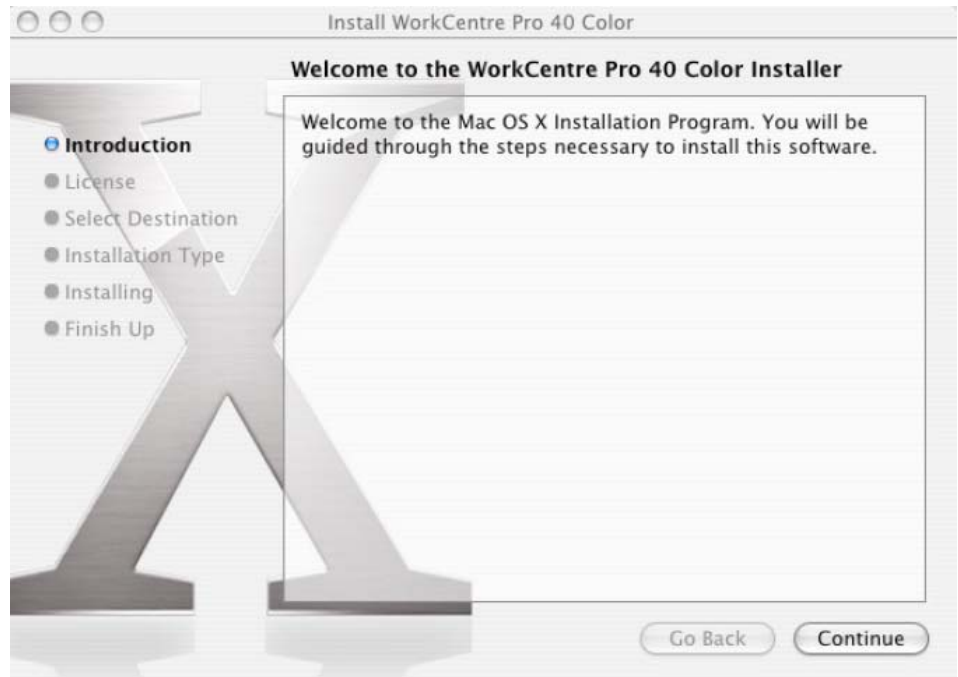 Install WorkCentre Pro 40 Color
Welcome to the WorkCentre Pro 40 Color Installer
Introduction
License
Select Destination
Installation Type
Installing
Finish Up
Welcome to the Mac OS X Installation Program. You will be
guided through the steps necessary to install this software.
Go Back
Continue